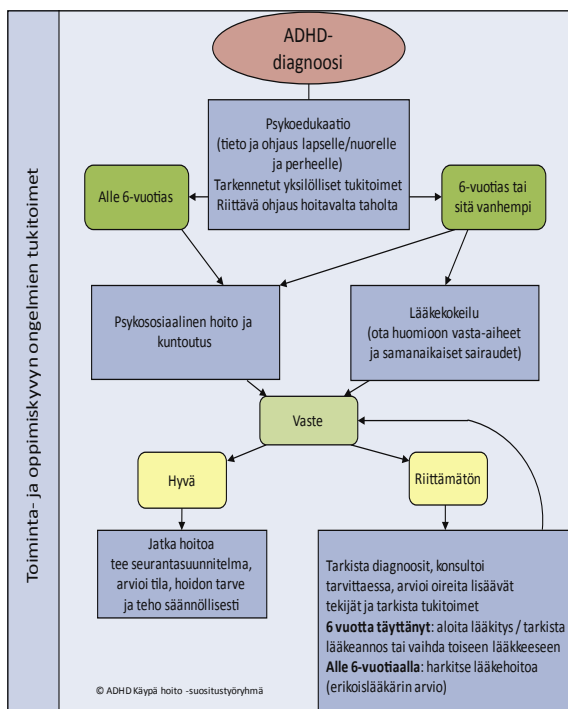 Toiminta- ja oppimiskyvyn ongelmien tukitoimet
ADHD-
diagnoosi
Psykoedukaatio
(tieto ja ohjaus lapselle/nuorelle
ja perheelle)
Tarkennetut yksilölliset tukitoimet
Riittävä ohjaus hoitavalta taholta
Alle 6-vuotias
6-vuotias tai
sitä vanhempi
Psykososiaalinen hoito ja
kuntoutus
Lääkekokeilu
(ota huomioon vasta-aiheet
ja samanaikaiset sairaudet)
Vaste
Hyvä
Riittämätön
Jatka hoitoa
tee seurantasuunnitelma,
arvioi tila, hoidon tarve
ja teho säännöllisesti
Tarkista diagnoosit, konsultoi
tarvittaessa, arvioi oireita lisäävät
tekijät ja tarkista tukitoimet
6 vuotta täyttänyt: aloita lääkitys / tarkista
lääkeannos tai vaihda toiseen lääkkeeseen
Alle 6-vuotiaalla: harkitse lääkehoitoa
(erikoislääkärin arvio)
© ADHD Käypä hoito -suositustyöryhmä